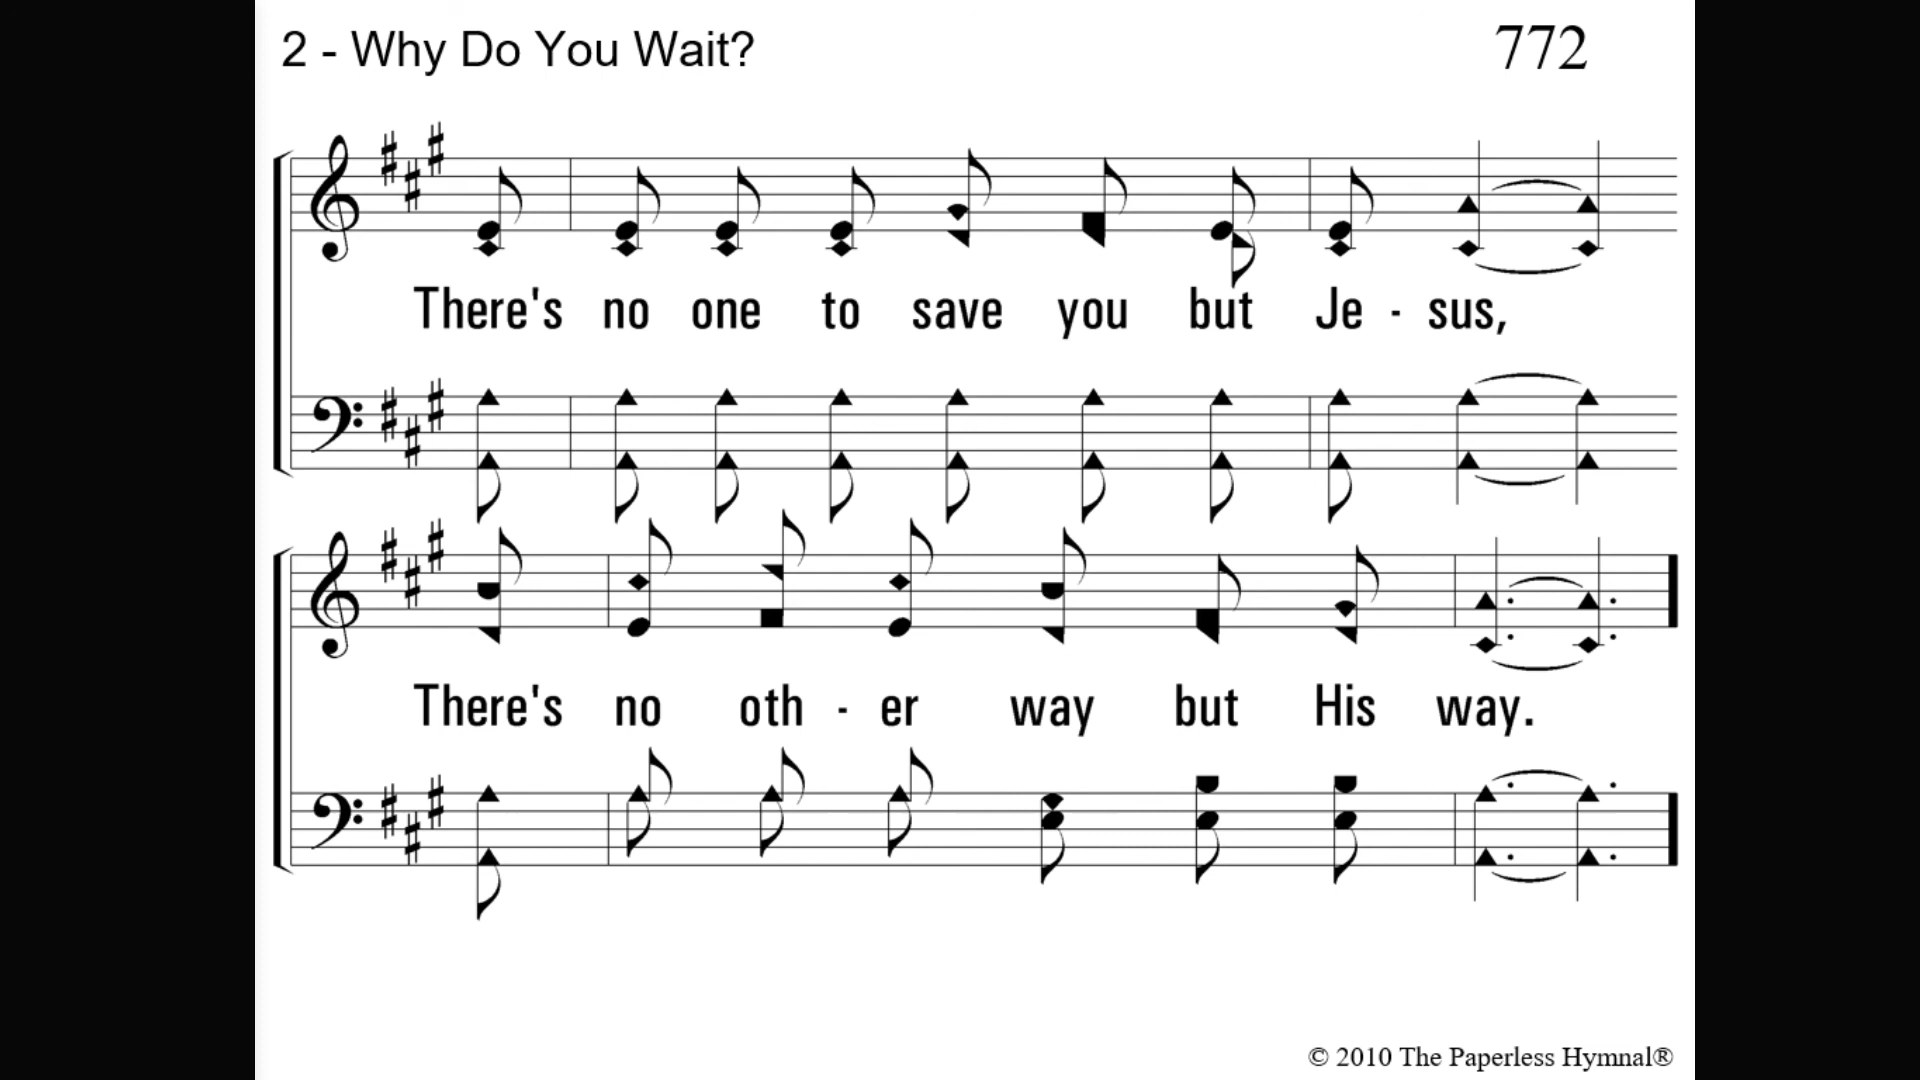 2 - Why Do You Wait?
772
There's no one to save you but Je - sus,
There's no oth - er way but His way.
© 2010 The Paperless Hymnal®